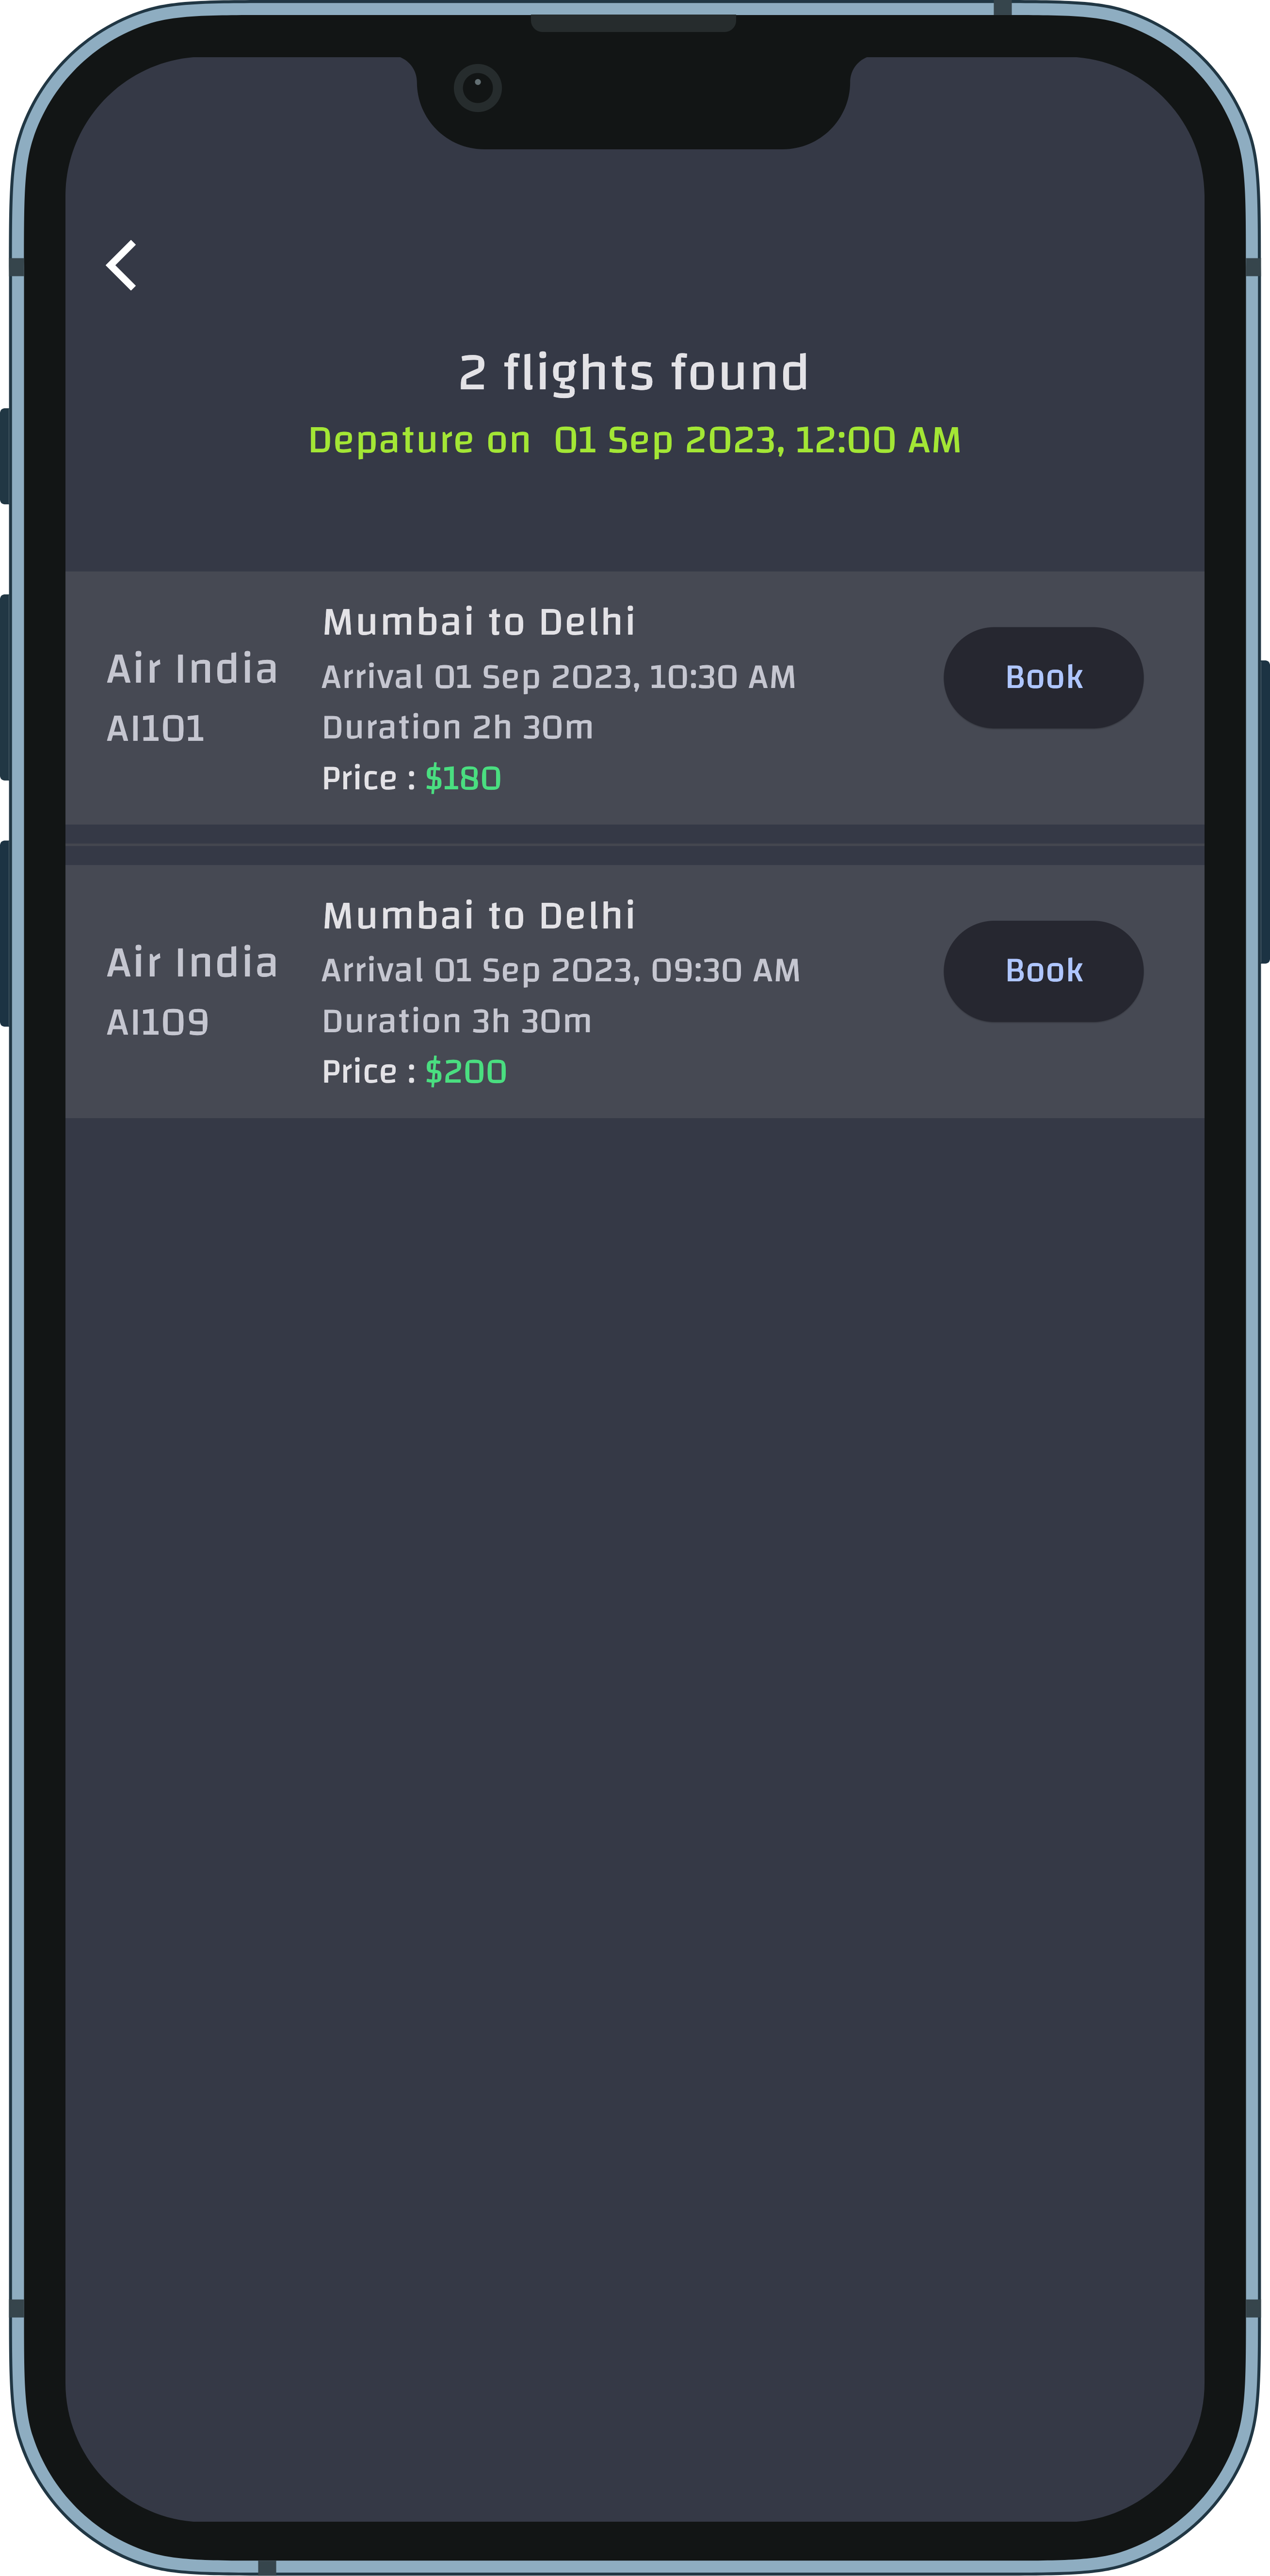 2 flights found
Depature on 01 Sep 2023, 12:00 AM
Air India
AI101
Mumbai to Delhi
Arrival 01 Sep 2023, 10:30 AM
Duration 2h 30m
Price : $180
Book
Air India
AI109
Mumbai to Delhi
Arrival 01 Sep 2023, 09:30 AM
Duration 3h 30m
Price : $200
Book